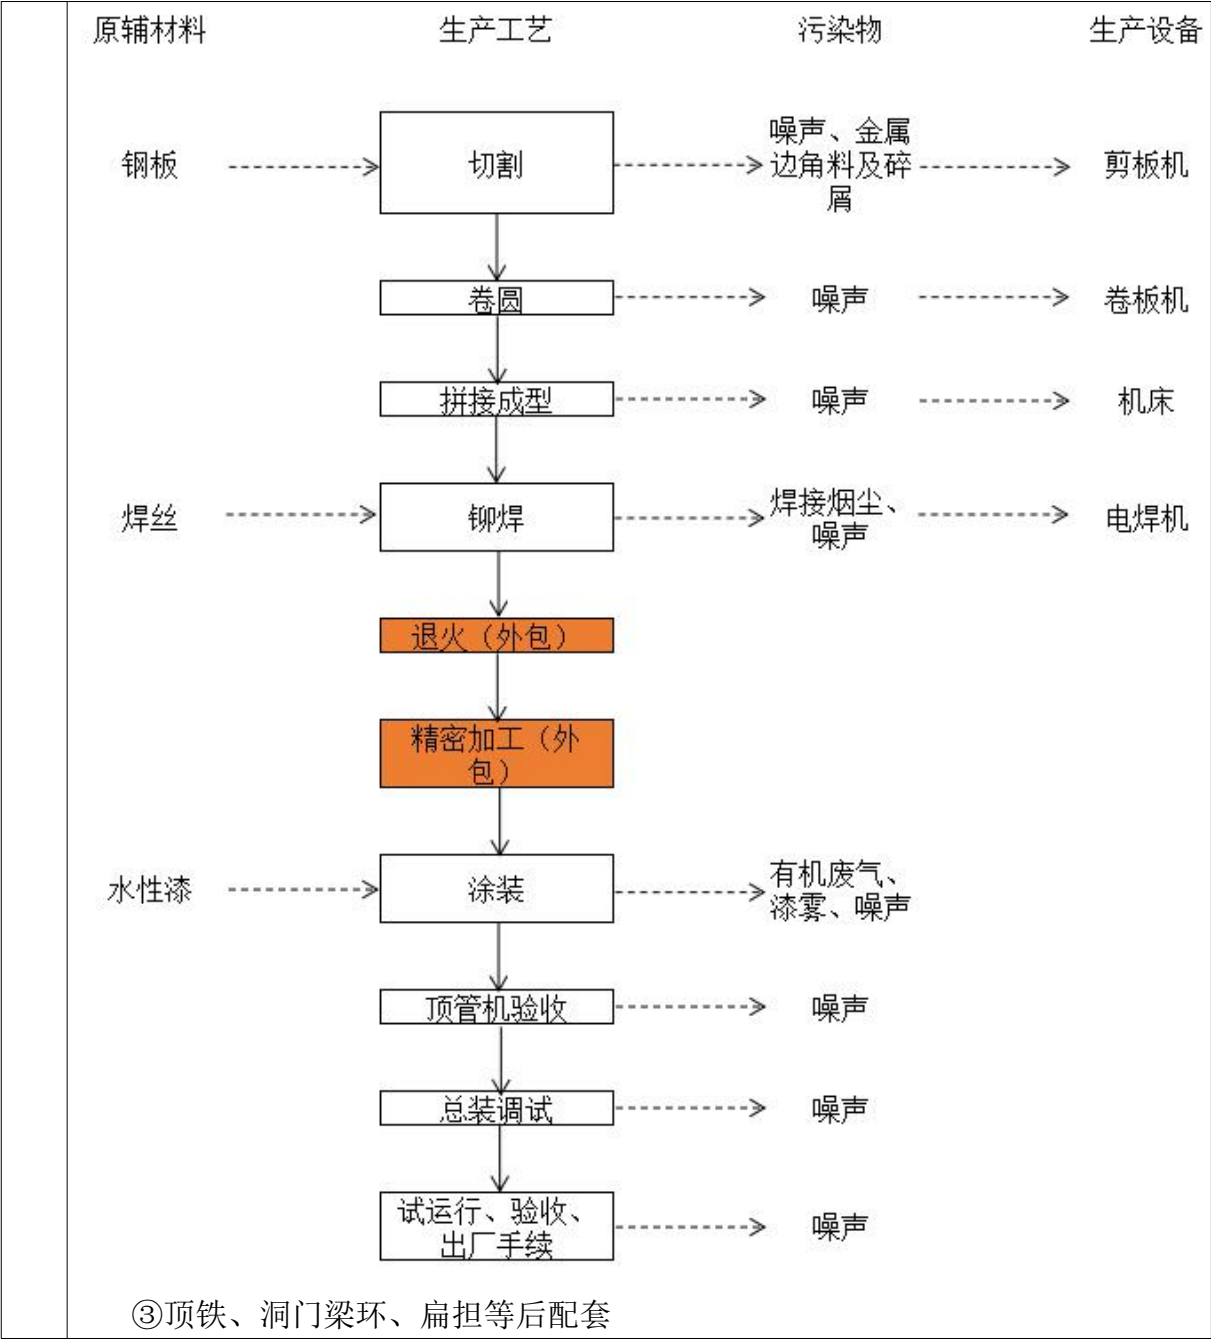 原辅材料 生产工艺 污染物 生产设备
钢板 切割 噪声、金属
边角料及碎
屑 剪板机
卷圆 噪声 卷板机
拼接成型 噪声 机床
焊丝 铆焊 焊接烟尘、
噪声 电焊机
退火（外包）
精密加工（外
包）
水性漆 涂装 有机废气、
漆雾、噪声
顶管机验收 噪声
总装调试 噪声
试运行、验收、
出厂手续 噪声
③顶铁、洞门梁环、扁担等后配套